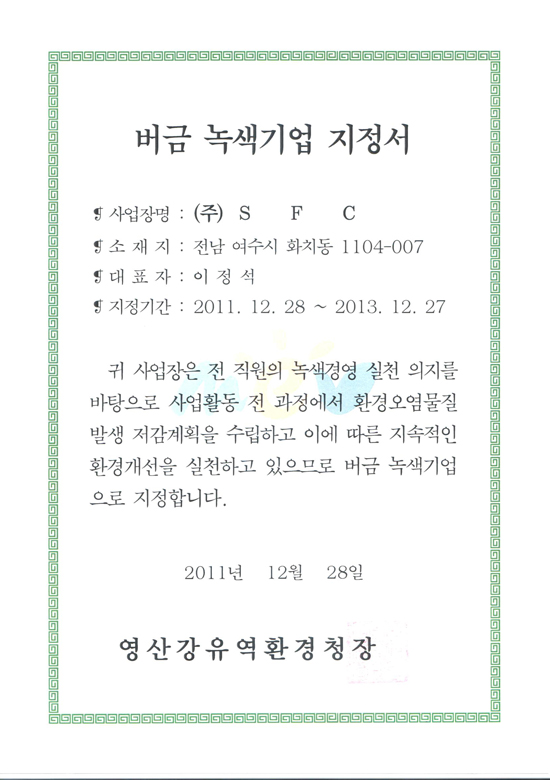 버금 녹색기업 지정서
¶ 사업장명 : (주) S F C
¶ 소 재 지 : 전남 여수시 화치동 1104-007
¶ 대 표 자 : 이 정 석
¶ 지정기간 : 2011. 12. 28 ~ 2013. 12. 27
귀 사업장은 전 직원의 녹색경영 실천 의지를
바탕으로 사업활동 전 과정에서 환경오염물질
발생 저감계획을 수립하고 이에 따른 지속적인
환경개선을 실천하고 있으므로 버금 녹색기업
으로 지정합니다.
2011년 12월 28일
영산강유역환경청장